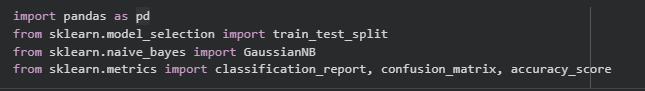 import pandas as pd
from sklearn.model_selection import train_test_split
from sklearn.naive_bayes import GaussianNB
from sklearn.metrics import classification_report, confusion_matrix, accuracy_score